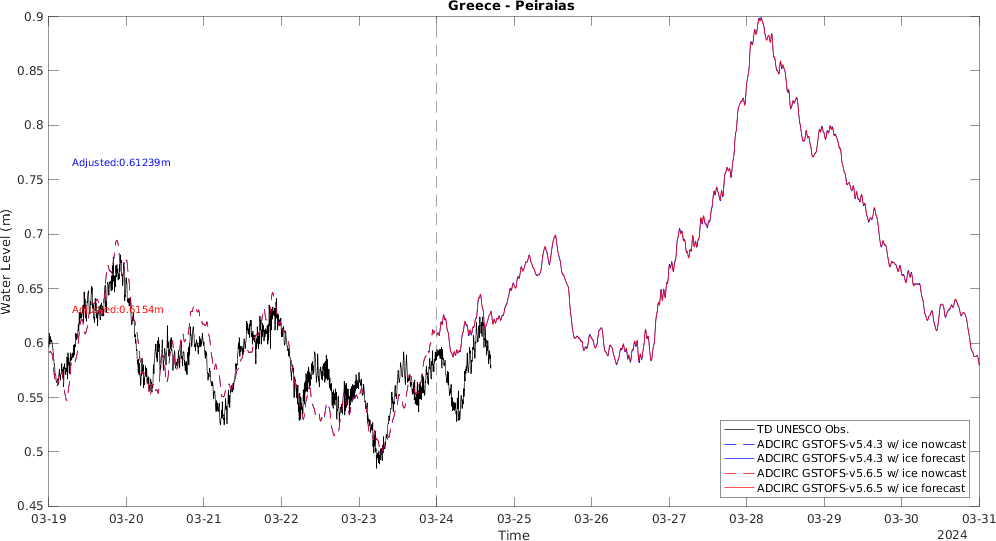 Greece - Peiraias
0.9
0.85
0.8
0.75
0.7
0.65
0.6
0.55
0.5
0.45
Water Level (m)
Adjusted:0.61239m
Adjusted:0.6154m
TD UNESCO Obs.
ADCIRC GSTOFS-v5.4.3 w/ ice nowcast
ADCIRC GSTOFS-v5.4.3 w/ ice forecast
ADCIRC GSTOFS-v5.6.5 w/ ice nowcast
ADCIRC GSTOFS-v5.6.5 w/ ice forecast
03-19 03-20 03-21 03-22 03-23 03-24 03-25 03-26 03-27 03-28 03-29 03-30 03-31
Time
2024